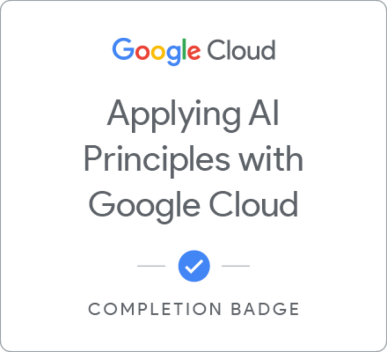 Google Cloud
Applying AI
Principles with
Google Cloud
COMPLETION BADGE